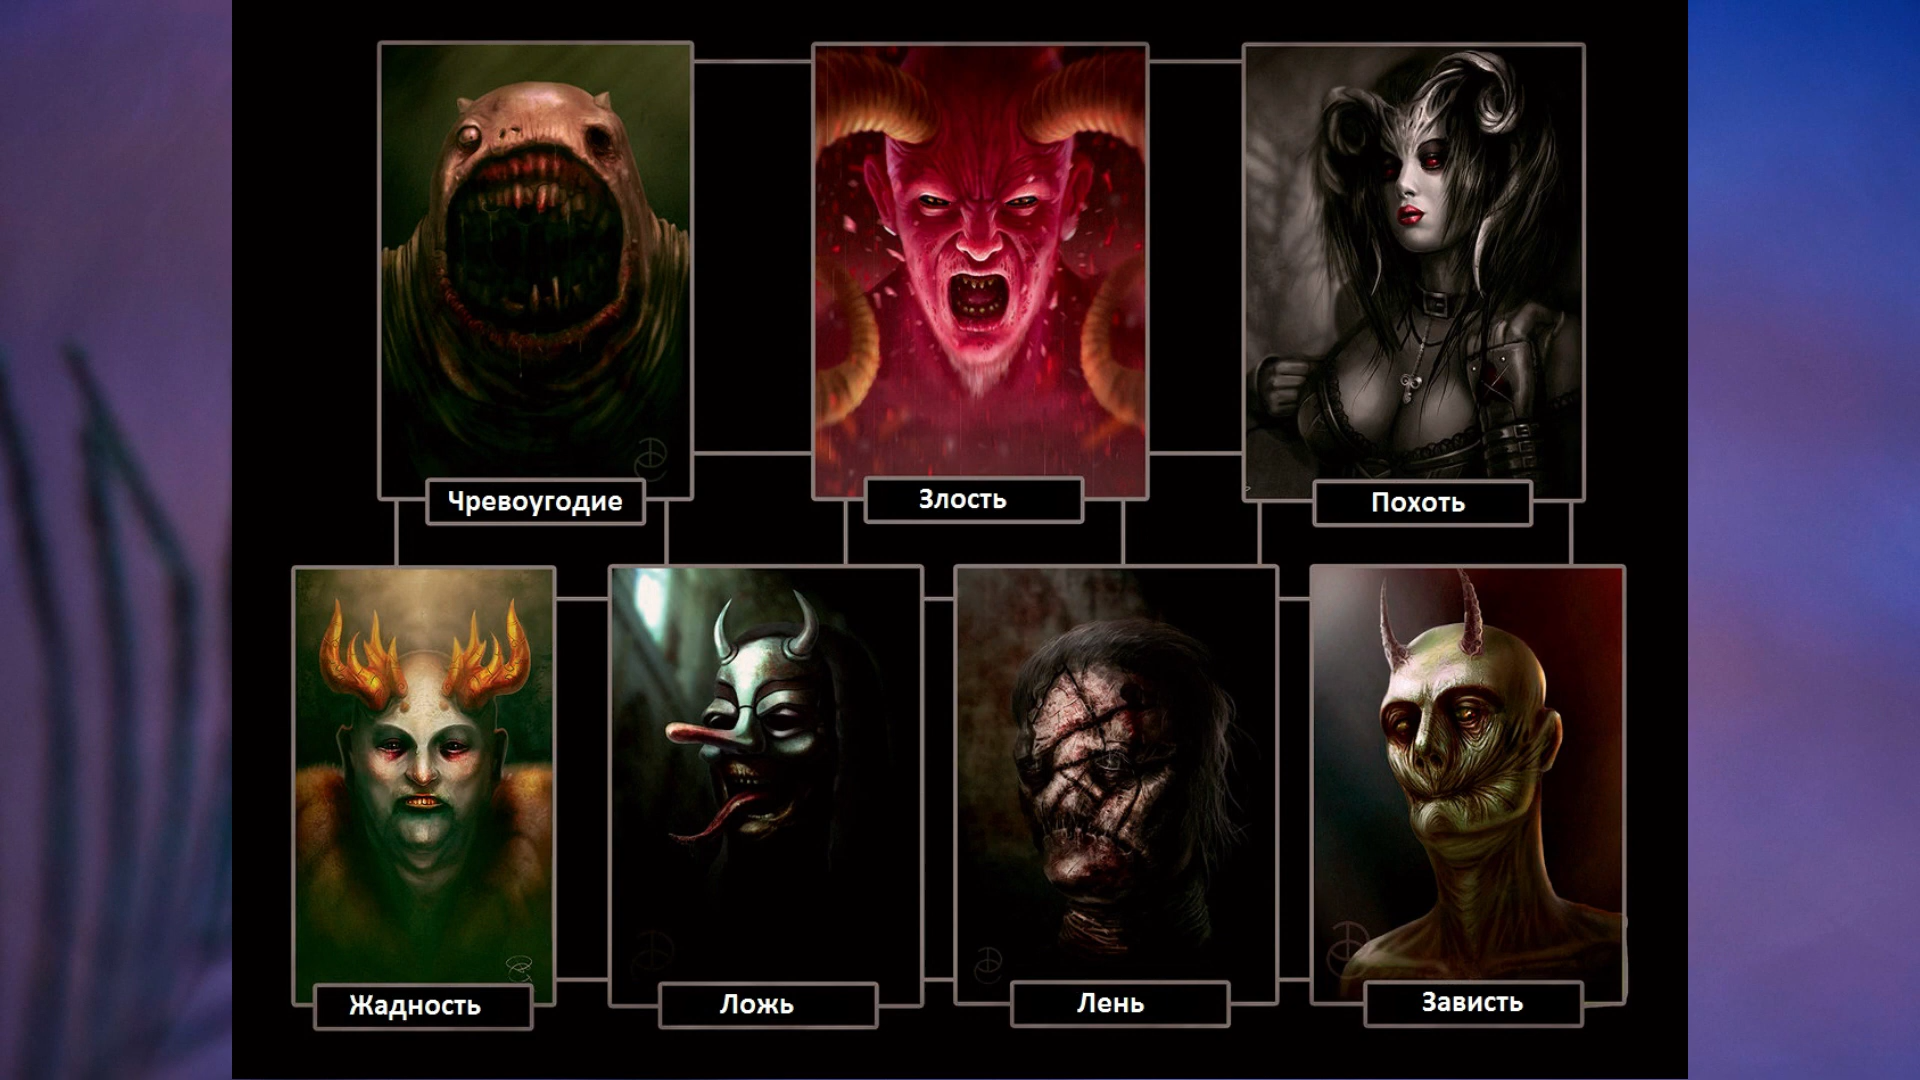 Чревоугодие
Злость
Похоть
Жадность
Ложь
Лень
Зависть